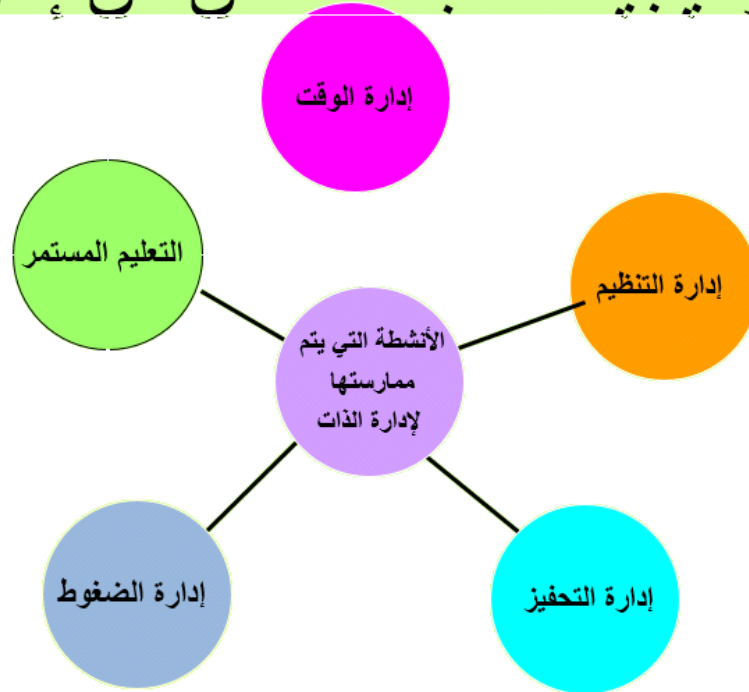 إدارة الوقت
التعليم المستمر
إدارة التنظيم
الأنشطة التي يتم
ممارستها
لإدارة الذات
إدارة الضغوط
إدارة التحفيز